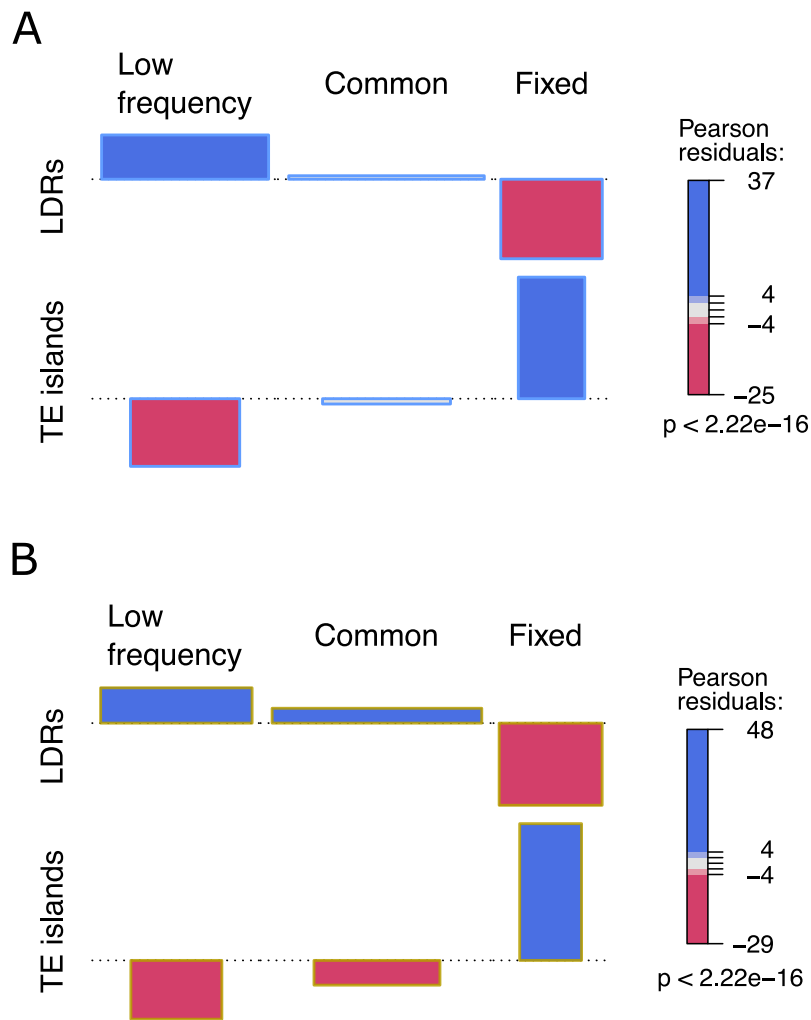 A
Low
frequency
Common
Fixed
LDRs
TE islands
Pearson
residuals:
37
4
−4
−25
p < 2.22e−16
B
Low
frequency
Common
Fixed
LDRs
TE islands
Pearson
residuals:
48
4
−4
−29
p < 2.22e−16